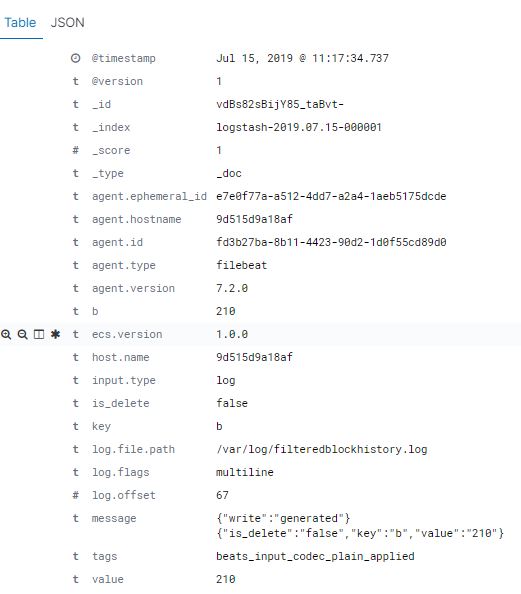 Table JSON
@timestamp Jul 15, 2019 @ 11:17:34.737
t @version 1
t _id vdBs82sBijY85_taBvt-
t _index logstash-2019.07.15-000001
# _score 1
t _type _doc
t agent.ephemeral_id e7e0f77a-a512-4dd7-a2a4-1aeb5175dcde
t agent.hostname 9d515d9a18af
t agent.id fd3b27ba-8b11-4423-90d2-1d0f55cd89d0
t agent.type filebeat
t agent.version 7.2.0
t b 210
t ecs.version 1.0.0
t host.name 9d515d9a18af
t input.type log
t is_delete false
t key b
t log.file.path /var/log/filteredblockhistory.log
t log.flags multiline
# log.offset 67
t message {"write":"generated"}
{"is_delete":"false","key":"b","value":"210"}
t tags beats_input_codec_plain_applied
t value 210